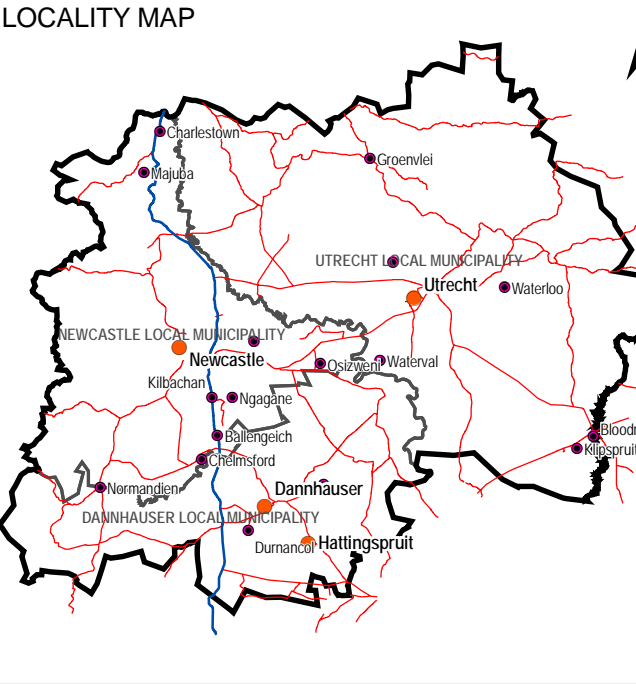 LOCALITY MAP
Charlestown
Groenvlei
Majuba
UTRECHT LOCAL MUNICIPALITY
Utrecht
Waterloo
NEWCASTLE LOCAL MUNICIPALITY
Newcastle
Osizweni
Waterval
Kilbachan
Ngagane
Bloodr
Ballengeich
Klipspruit
Chelmsford
Normandien
Dannhauser
DANNHAUSER LOCAL MUNICIPALITY
Durnancol
Hattingspruit